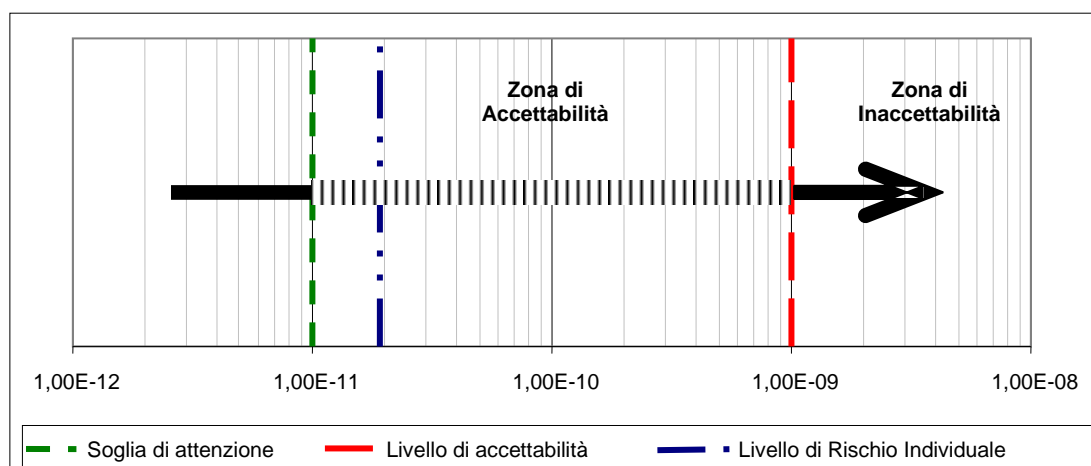 Zona di
Accettabilità
Zona di
Inaccettabilità
1,00E-12
1,00E-11
1,00E-10
1,00E-09
1,00E-08
Soglia di attenzione
Livello di accettabilità
Livello di Rischio Individuale